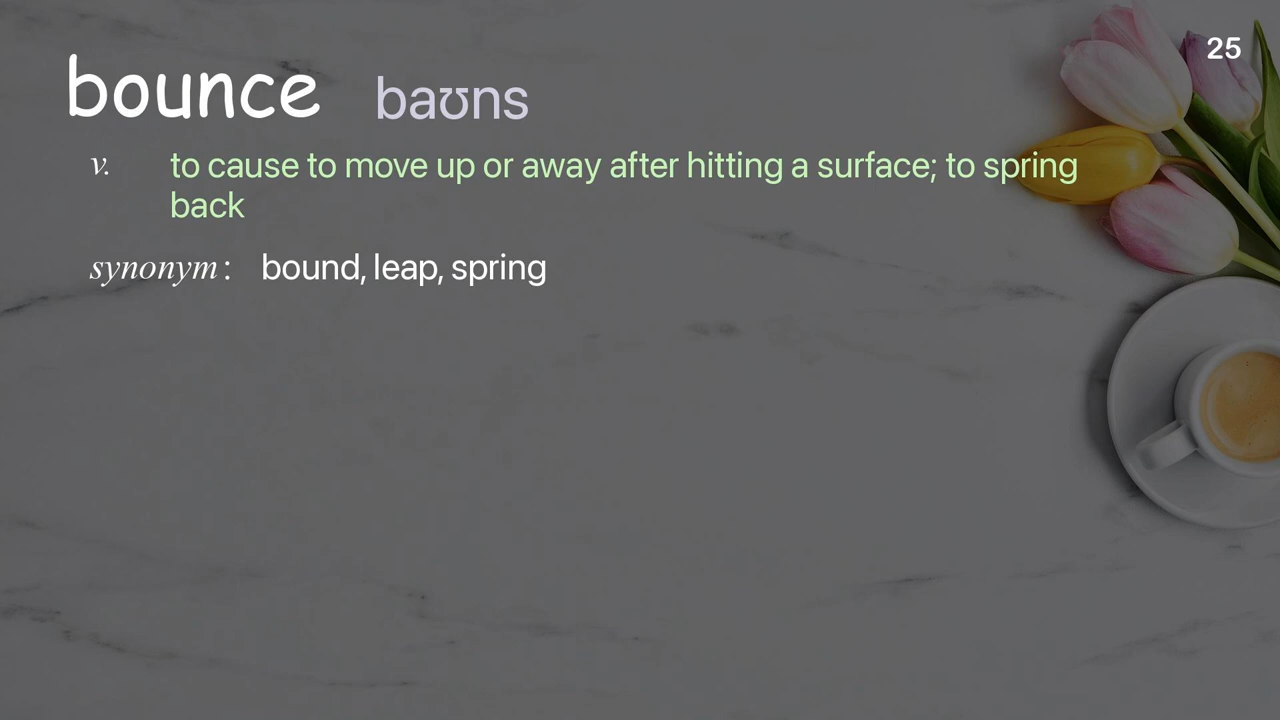 25
bounce baʊns
v. to cause to move up or away after hitting a surface; to spring
back
synonym: bound, leap, spring